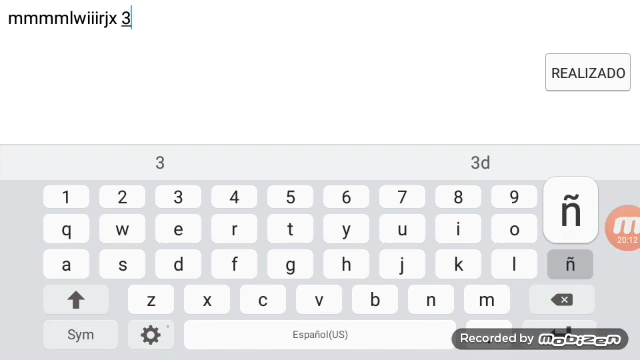 mmmmlwiiirjx 3
REALIZADO
3 3d
1 2 3 4 5 6 7 8 9
ñ
q w e r t y u i o
20:12
a s d f g h j k l ñ
z x c v b n m
Sym Español(US)
Recorded by mobizen